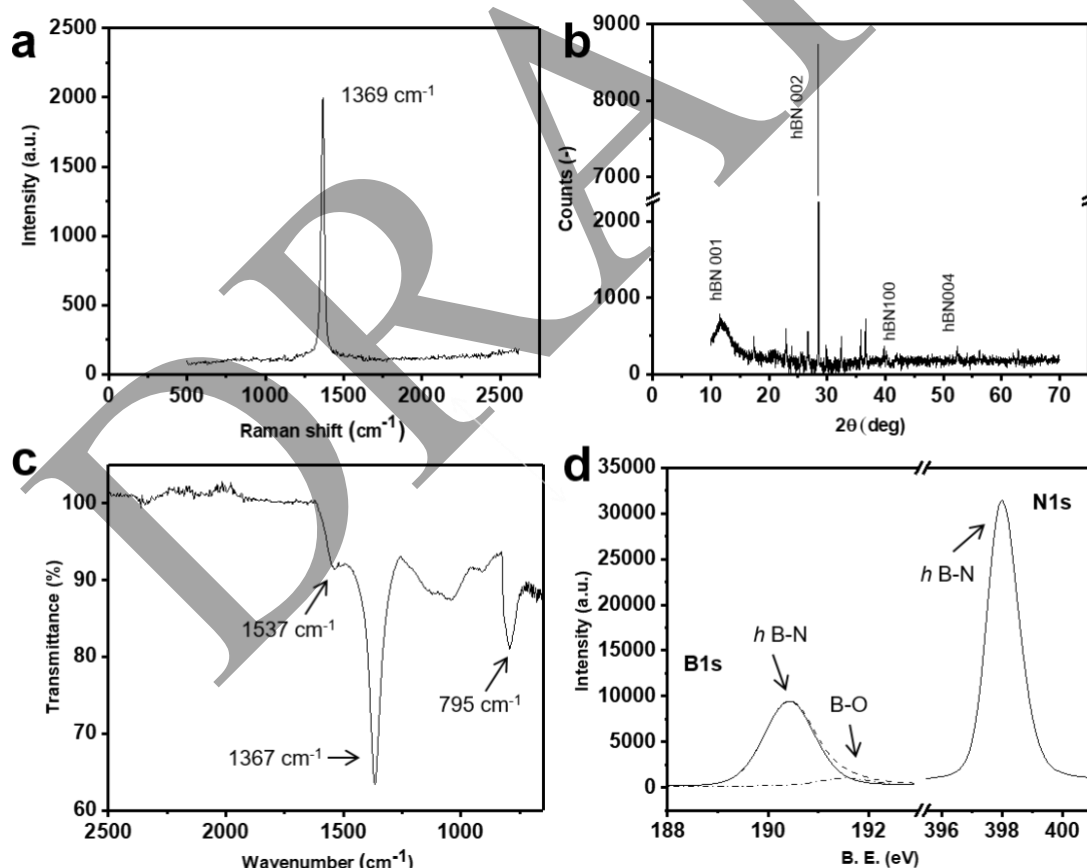 a
2500
2000
1500
1000
500
0
Intensity (a.u.)
1369 cm-1
0 500 1000 1500 2000 2500
Raman shift (cm-1)
b
9000
8000
7000
2000
1000
0
Counts (-)
hBN 002
hBN 001
hBN100
hBN004
0 10 20 30 40 50 60 70
2θ (deg)
c
100
90
80
70
60
Transmittance (%)
1537 cm-1
1367 cm-1
795 cm-1
2500 2000 1500 1000
Wavenumber (cm-1)
d
35000
30000
25000
20000
15000
10000
5000
0
Intensity (a.u.)
N1s
h B-N
h B-N
B1s
B-O
188 190 192 396 398 400
B. E. (eV)
DRA